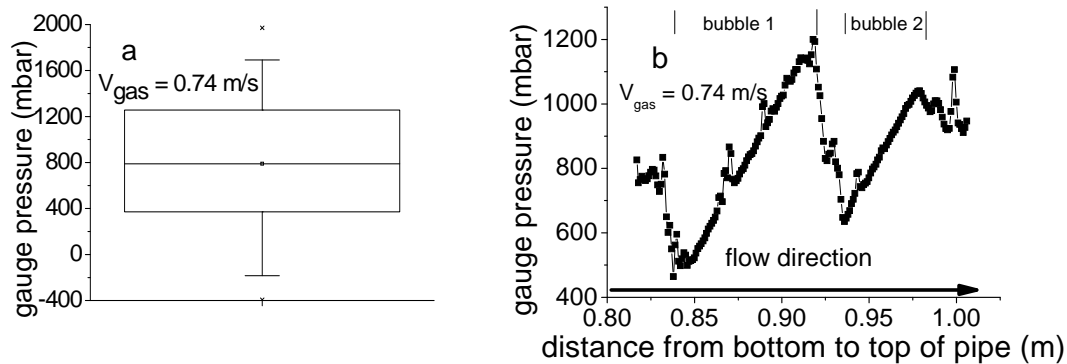 a
V_gas = 0.74 m/s
gauge pressure (mbar)
2000
1600
1200
800
400
0
-400
bubble 1
bubble 2
b
V_gas = 0.74 m/s
gauge pressure (mbar)
1200
1000
800
600
400
flow direction
0.80 0.85 0.90 0.95 1.00
distance from bottom to top of pipe (m)